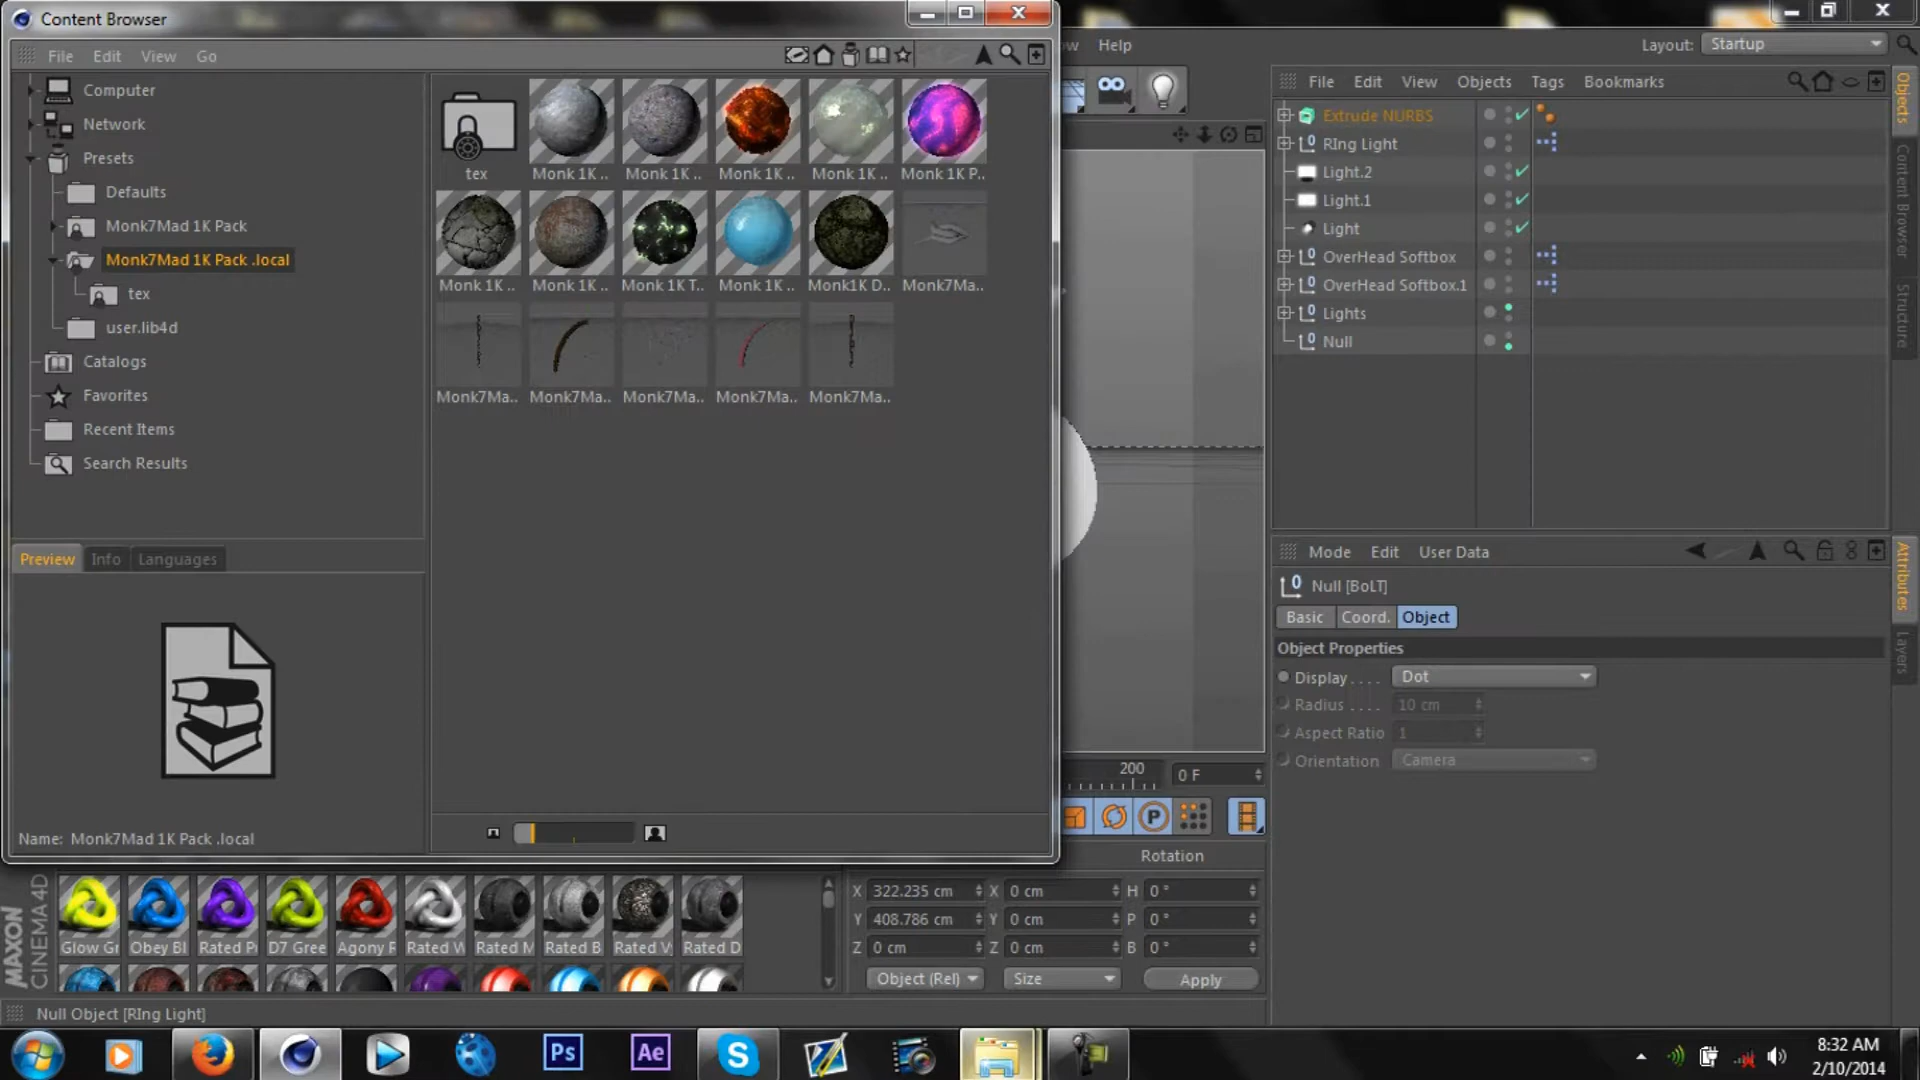 Content Browser
File Edit View Go
Computer
Network
Presets
Defaults
Monk7Mad 1K Pack
Monk7Mad 1K Pack .local
tex
user.lib4d
Catalogs
Favorites
Recent Items
Search Results
tex Monk 1K .. Monk 1K .. Monk 1K .. Monk 1K .. Monk 1K P..
Monk 1K .. Monk 1K .. Monk 1K T.. Monk 1K .. Monk1K D.. Monk7Ma..
Monk7Ma.. Monk7Ma.. Monk7Ma.. Monk7Ma.. Monk7Ma..
Preview Info Languages
Name: Monk7Mad 1K Pack .local
Help
Layout: Startup
File Edit View Objects Tags Bookmarks
Extrude NURBS
RIng Light
Light.2
Light.1
Light
OverHead Softbox
OverHead Softbox.1
Lights
Null
Objects
Content Browser
Structure
Mode Edit User Data
Null [BoLT]
Basic Coord. Object
Object Properties
Display . . . . Dot
Radius . . . . 10 cm
Aspect Ratio 1
Orientation Camera
Attributes
Layers
200 0 F
P
Rotation
X 322.235 cm X 0 cm H 0 °
Y 408.786 cm Y 0 cm P 0 °
Z 0 cm Z 0 cm B 0 °
Object (Rel) Size Apply
MAXON
CINEMA 4D
Glow Gr Obey Bl Rated P D7 Gree Agony F Rated W Rated M Rated B Rated V Rated D
Null Object [RIng Light]
Ps Ae
8:32 AM
2/10/2014